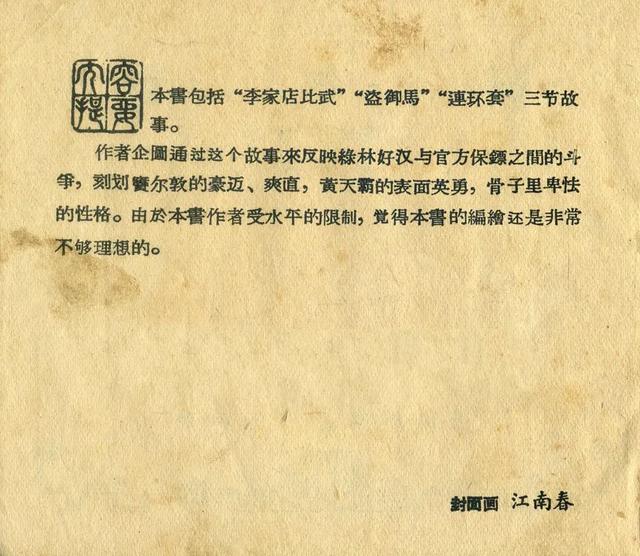 内容提要
本書包括“李家店比武”“盜御馬”“連环套”三节故
事。
作者企圖通过这个故事來反映綠林好汉与官方保鏢之間的斗
爭，刻划竇尔敦的豪迈、爽直，黃天霸的表面英勇，骨子里卑怯
的性格。由於本書作者受水平的限制，覚得本書的編繪还是非常
不够理想的。
封面画 江南春